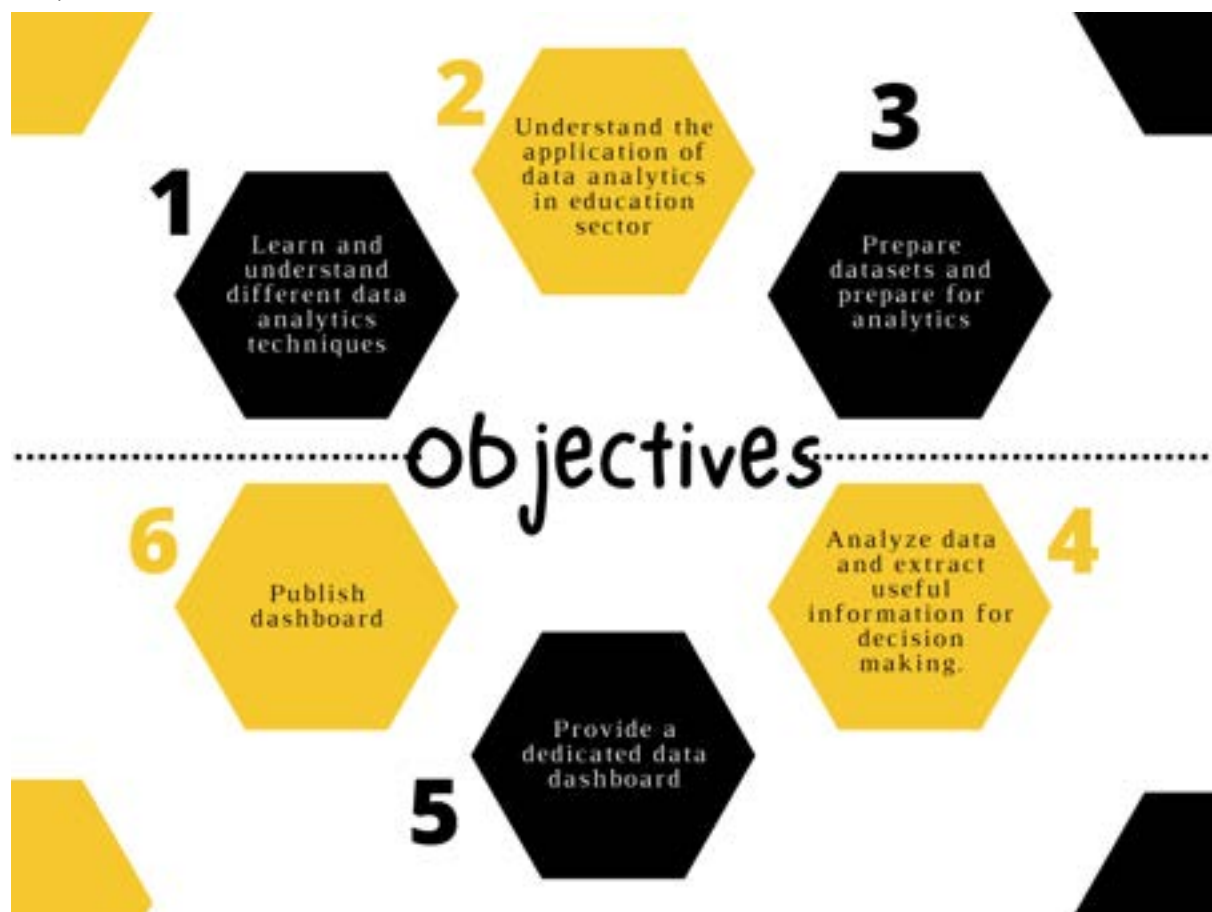 1
Learn and
understand
different data
analytics
techniques
2
Understand the
application of
data analytics
in education
sector
3
Prepare
datasets and
prepare for
analytics
objectives
4
Analyze data
and extract
useful
information for
decision
making.
5
Provide a
dedicated data
dashboard
6
Publish
dashboard